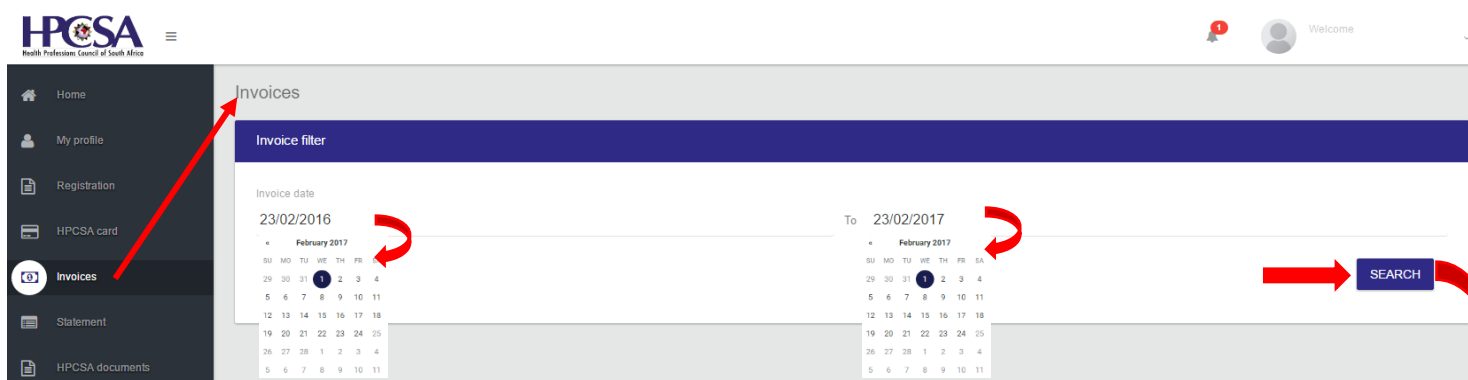 HPCSA
Health Professions Council of South Africa
1
Welcome
Home
My profile
Registration
HPCSA card
Invoices
Statement
HPCSA documents
Invoices
Invoice filter
Invoice date
23/02/2016
« February 2017
SU MO TU WE TH FR
29 30 31 1 2 3 4
5 6 7 8 9 10 11
12 13 14 15 16 17 18
19 20 21 22 23 24 25
26 27 28 1 2 3 4
5 6 7 8 9 10 11
To 23/02/2017
« February 2017
SU MO TU WE TH FR SA
29 30 31 1 2 3 4
5 6 7 8 9 10 11
12 13 14 15 16 17 18
19 20 21 22 23 24 25
26 27 28 1 2 3 4
5 6 7 8 9 10 11
SEARCH